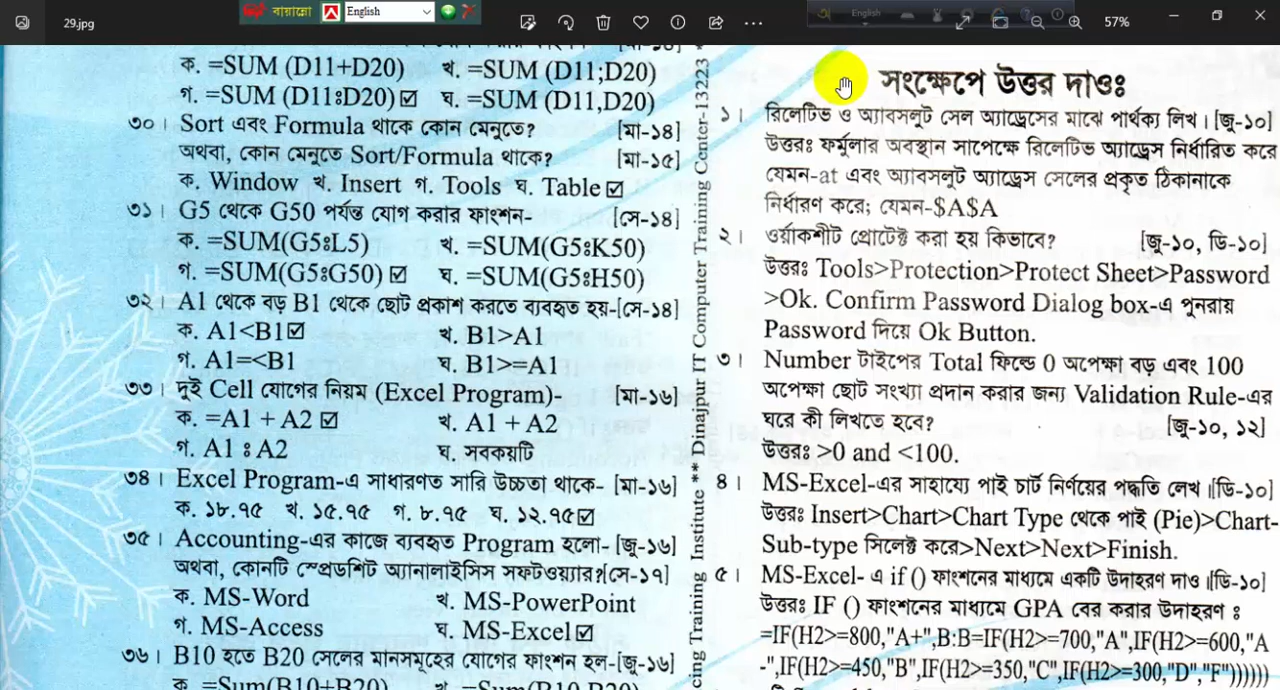 29.jpg
বায়ান্নো
English
English
57%
ক. =SUM (D11+D20) খ. =SUM (D11;D20)
গ. =SUM (D11ঃD20) ☑ ঘ. =SUM (D11,D20)
৩০। Sort এবং Formula থাকে কোন মেনুতে? [মা-১৪]
অথবা, কোন মেনুতে Sort/Formula থাকে? [মা-১৫]
ক. Window খ. Insert গ. Tools ঘ. Table ☑
৩১। G5 থেকে G50 পর্যন্ত যোগ করার ফাংশন- [সে-১৪]
ক. =SUM(G5ঃL5) খ. =SUM(G5ঃK50)
গ. =SUM(G5ঃG50) ☑ ঘ. =SUM(G5ঃH50)
৩২। A1 থেকে বড় B1 থেকে ছোট প্রকাশ করতে ব্যবহৃত হয়-[সে-১৪]
ক. A1<B1☑ খ. B1>A1
গ. A1=<B1 ঘ. B1>=A1
৩৩। দুই Cell যোগের নিয়ম (Excel Program)- [মা-১৬]
ক. =A1 + A2 ☑ খ. A1 + A2
গ. A1 ঃ A2 ঘ. সবকয়টি
৩৪। Excel Program-এ সাধারণত সারি উচ্চতা থাকে- [মা-১৬]
ক. ১৮.৭৫ খ. ১৫.৭৫ গ. ৮.৭৫ ঘ. ১২.৭৫☑
৩৫। Accounting-এর কাজে ব্যবহৃত Program হলো- [জু-১৬]
অথবা, কোনটি স্প্রেডশিট অ্যানালাইসিস সফটওয়্যার?[সে-১৭]
ক. MS-Word খ. MS-PowerPoint
গ. MS-Access ঘ. MS-Excel☑
৩৬। B10 হতে B20 সেলের মানসমূহের যোগের ফাংশন হল-[জু-১৬]
ক. =Sum(B10+B20) খ. =Sum(B10,B20)
cing Training Institute ** Dinajpur IT Computer Training Center-13223 *
সংক্ষেপে উত্তর দাওঃ
১। রিলেটিভ ও অ্যাবসলুট সেল অ্যাড্রেসের মাঝে পার্থক্য লিখ। [জু-১০]
উত্তরঃ ফর্মুলার অবস্থান সাপেক্ষে রিলেটিভ অ্যাড্রেস নির্ধারিত করে
যেমন-at এবং অ্যাবসলুট অ্যাড্রেস সেলের প্রকৃত ঠিকানাকে
নির্ধারণ করে; যেমন-$A$A
২। ওর্য়াকশীট প্রোটেক্ট করা হয় কিভাবে? [জু-১০, ডি-১০]
উত্তরঃ Tools>Protection>Protect Sheet>Password
>Ok. Confirm Password Dialog box-এ পুনরায়
Password দিয়ে Ok Button.
৩। Number টাইপের Total ফিল্ডে 0 অপেক্ষা বড় এবং 100
অপেক্ষা ছোট সংখ্যা প্রদান করার জন্য Validation Rule-এর
ঘরে কী লিখতে হবে? [জু-১০, ১২]
উত্তরঃ >0 and <100.
৪। MS-Excel-এর সাহায্যে পাই চার্ট নির্ণয়ের পদ্ধতি লেখ।[ডি-১০]
উত্তরঃ Insert>Chart>Chart Type থেকে পাই (Pie)>Chart-
Sub-type সিলেক্ট করে>Next>Next>Finish.
৫। MS-Excel- এ if () ফাংশনের মাধ্যমে একটি উদাহরণ দাও।[ডি-১০]
উত্তরঃ IF () ফাংশনের মাধ্যমে GPA বের করার উদাহরণ ঃ
=IF(H2>=800,"A+",B:B=IF(H2>=700,"A",IF(H2>=600,"A
-",IF(H2>=450,"B",IF(H2>=350,"C",IF(H2>=300,"D","F"))))))